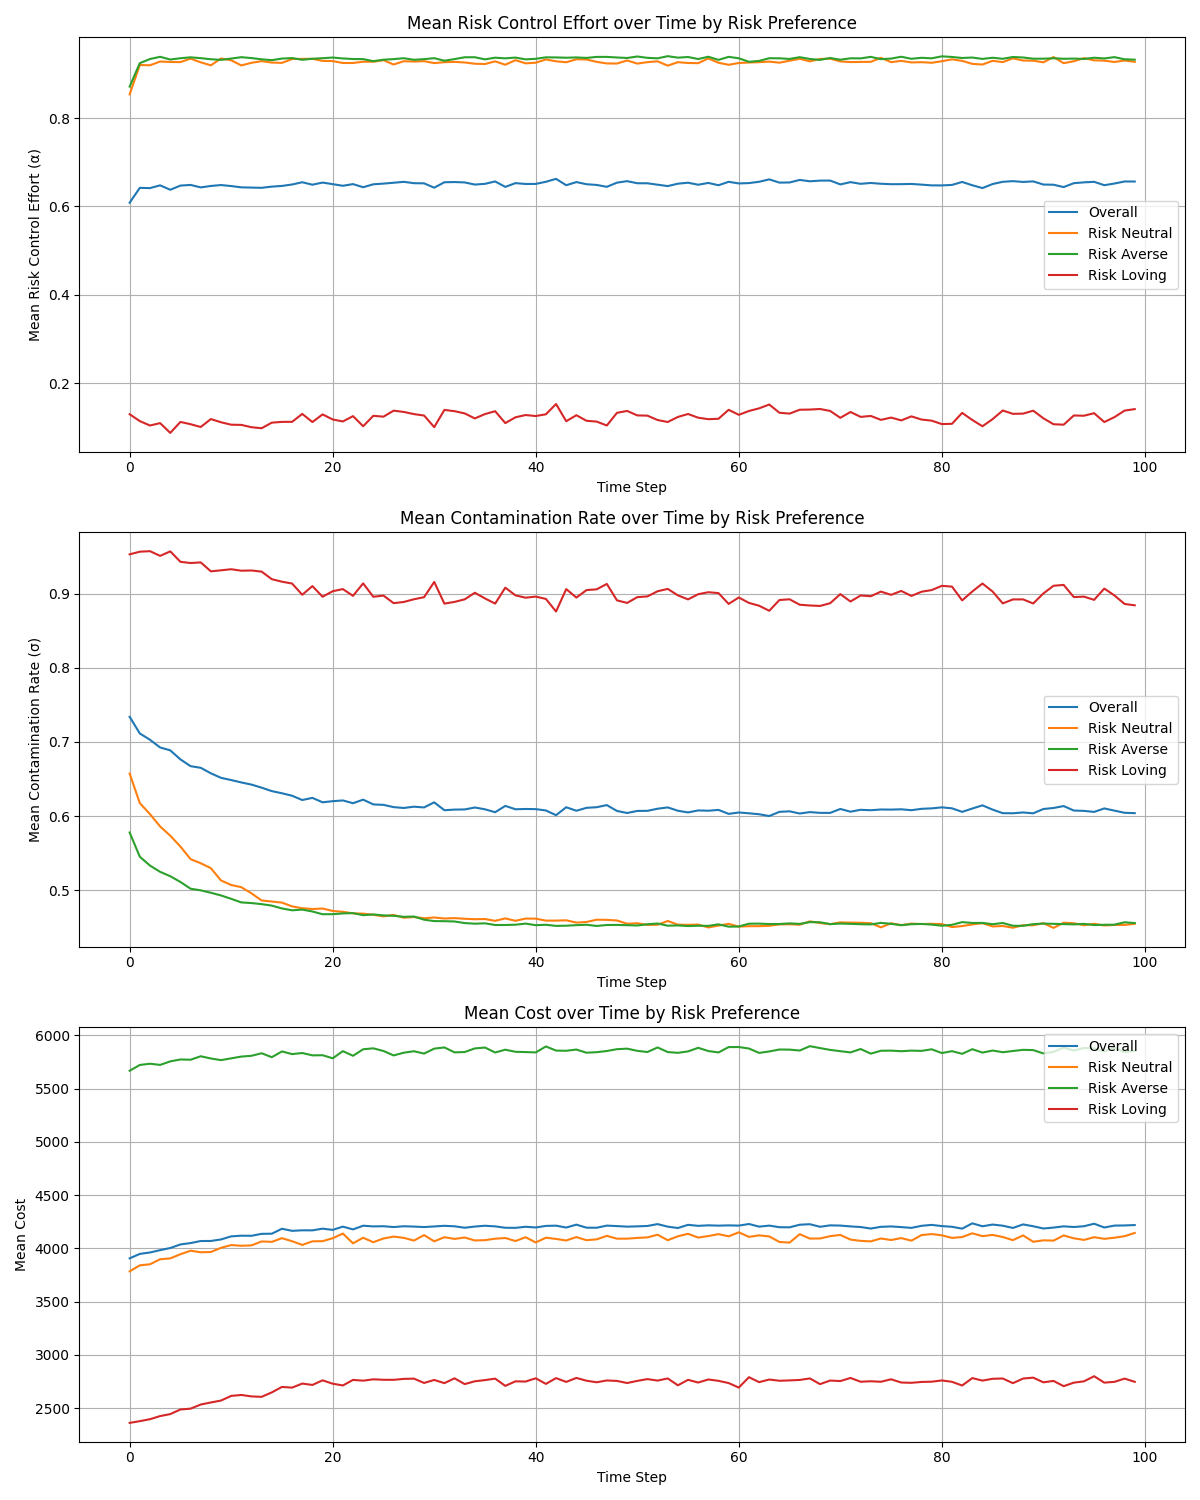 Mean Risk Control Effort over Time by Risk Preference
Mean Risk Control Effort (α)
0.8
0.6
0.4
0.2
Overall
Risk Neutral
Risk Averse
Risk Loving
0 20 40 60 80 100
Time Step
Mean Contamination Rate over Time by Risk Preference
Mean Contamination Rate (σ)
0.9
0.8
0.7
0.6
0.5
Overall
Risk Neutral
Risk Averse
Risk Loving
0 20 40 60 80 100
Time Step
Mean Cost over Time by Risk Preference
Mean Cost
6000
5500
5000
4500
4000
3500
3000
2500
Overall
Risk Neutral
Risk Averse
Risk Loving
0 20 40 60 80 100
Time Step